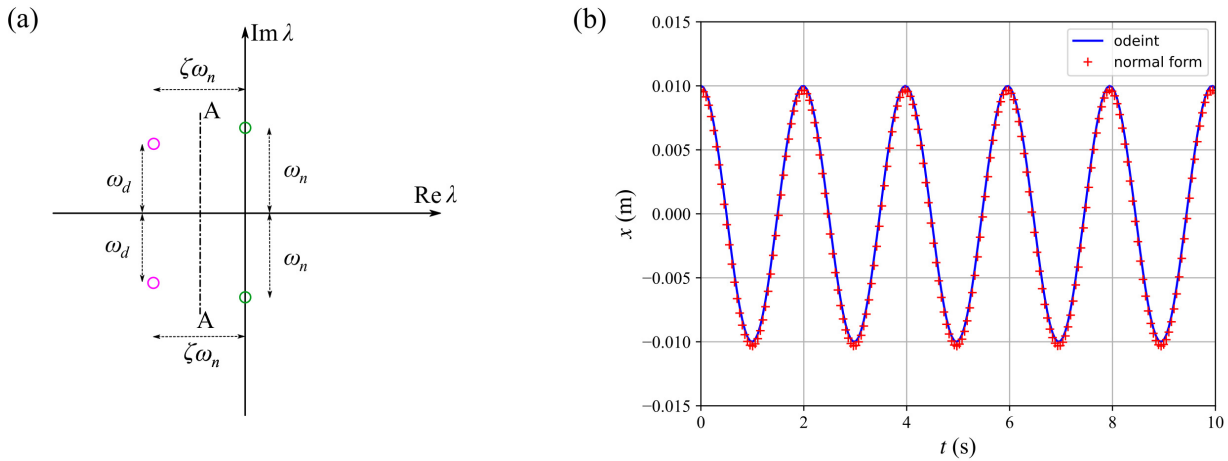 (a)
Im λ
ζω_n
A
ω_d
ω_n
Re λ
ω_d
ω_n
A
ζω_n
(b)
0.015
0.010
0.005
0.000
−0.005
−0.010
−0.015
x (m)
odeint
normal form
0 2 4 6 8 10
t (s)